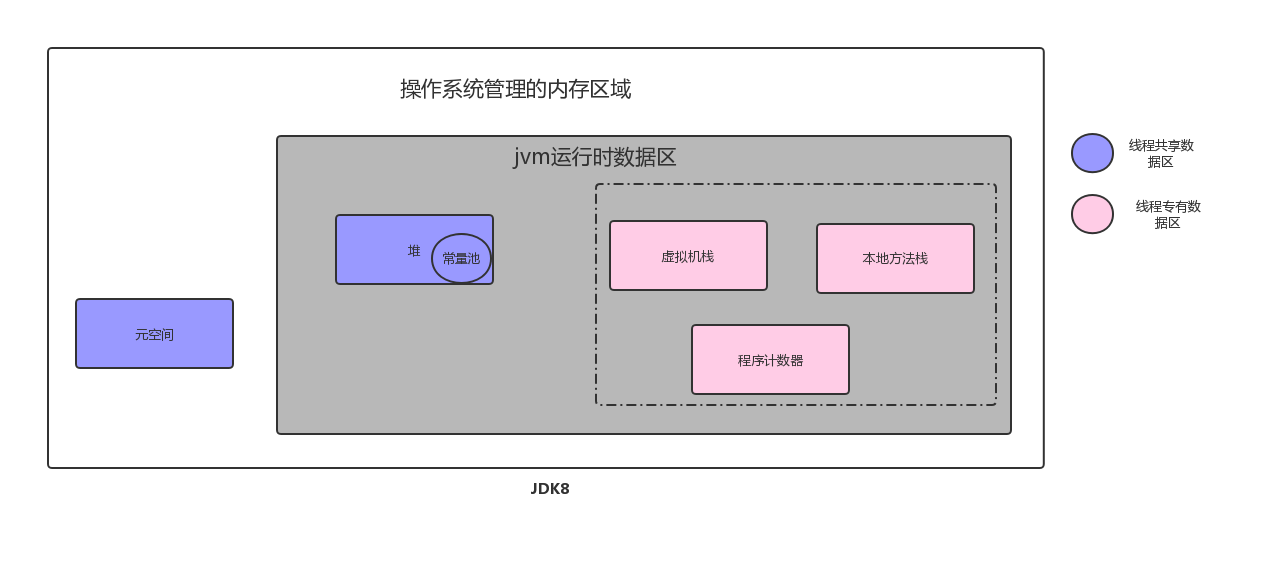 操作系统管理的内存区域
jvm运行时数据区
线程共享数
据区
线程专有数
据区
堆
常量池
虚拟机栈
本地方法栈
元空间
程序计数器
JDK8